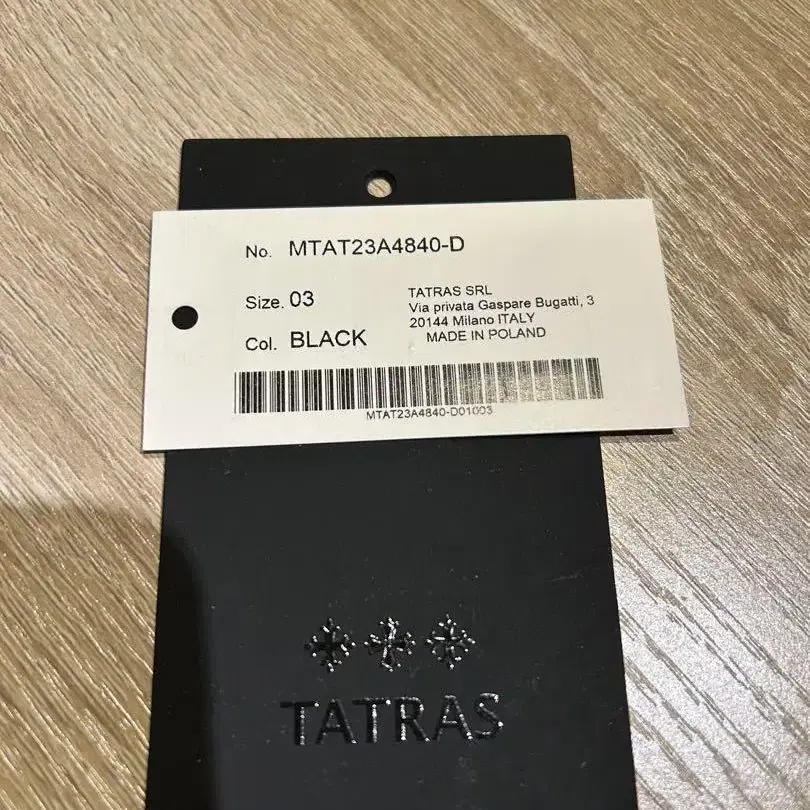 No. MTAT23A4840-D
Size. 03
Col. BLACK
TATRAS SRL
Via privata Gaspare Bugatti, 3
20144 Milano ITALY
MADE IN POLAND
MTAT23A4840-D01003
TATRAS